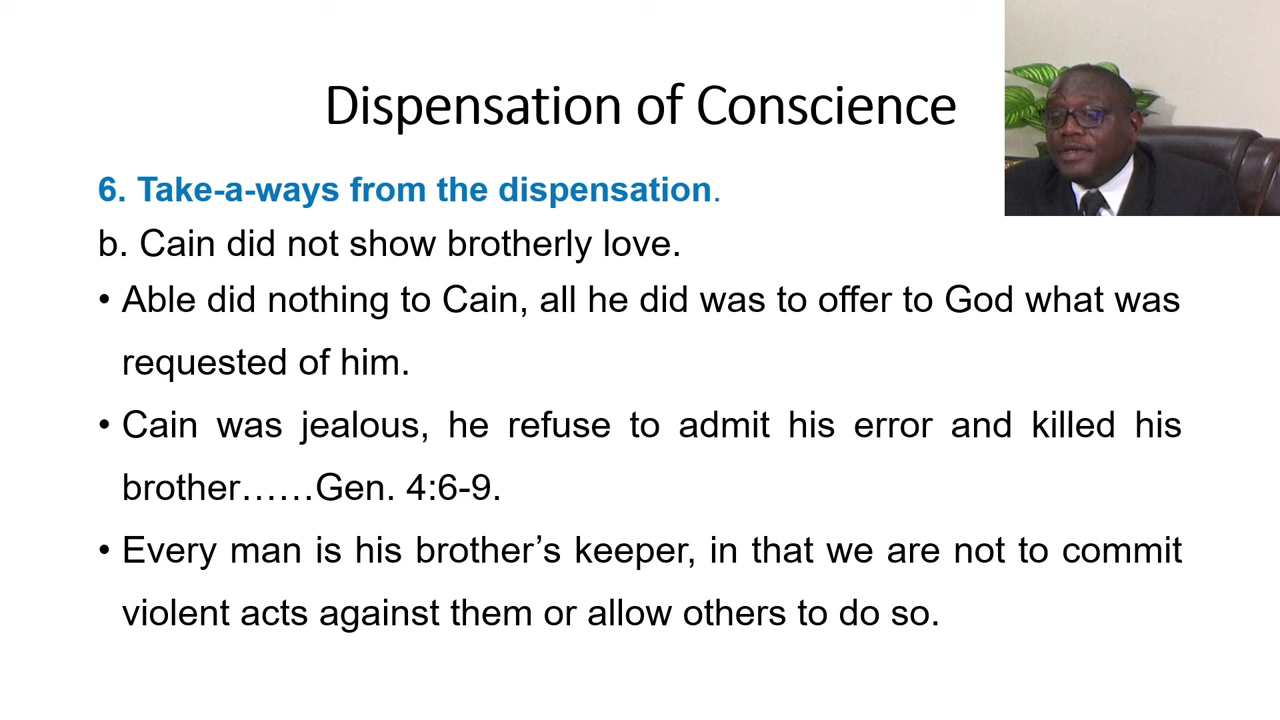 Dispensation of Conscience
6. Take-a-ways from the dispensation.
b. Cain did not show brotherly love.
• Able did nothing to Cain, all he did was to offer to God what was
requested of him.
• Cain was jealous, he refuse to admit his error and killed his
brother……Gen. 4:6-9.
• Every man is his brother’s keeper, in that we are not to commit
violent acts against them or allow others to do so.